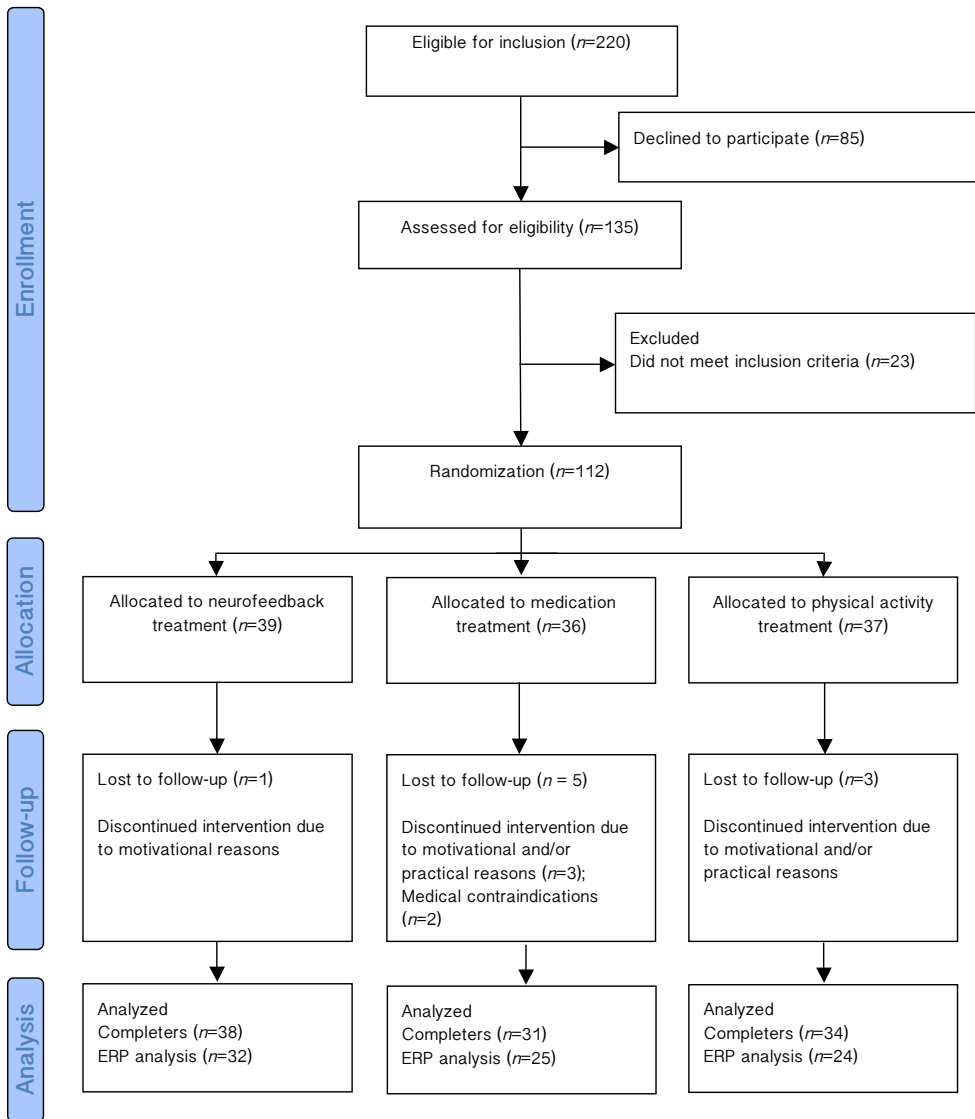 Enrollment
Eligible for inclusion (n=220)
Declined to participate (n=85)
Assessed for eligibility (n=135)
Excluded
Did not meet inclusion criteria (n=23)
Randomization (n=112)
Allocation
Allocated to neurofeedback
treatment (n=39)
Allocated to medication
treatment (n=36)
Allocated to physical activity
treatment (n=37)
Follow-up
Lost to follow-up (n=1)
Discontinued intervention due
to motivational reasons
Lost to follow-up (n = 5)
Discontinued intervention due
to motivational and/or
practical reasons (n=3);
Medical contraindications
(n=2)
Lost to follow-up (n=3)
Discontinued intervention due
to motivational and/or
practical reasons
Analysis
Analyzed
Completers (n=38)
ERP analysis (n=32)
Analyzed
Completers (n=31)
ERP analysis (n=25)
Analyzed
Completers (n=34)
ERP analysis (n=24)